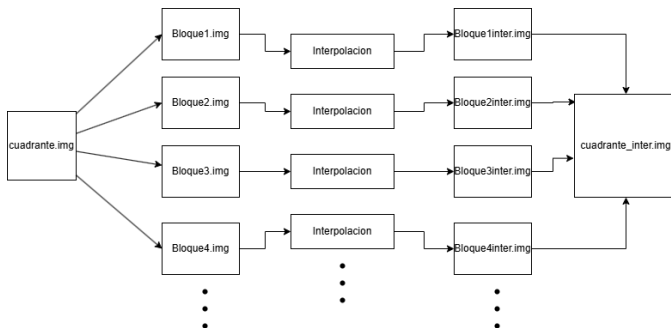 Bloque1.img
Interpolacion
Bloque1inter.img
Bloque2.img
Interpolacion
Bloque2inter.img
cuadrante.img
cuadrante_inter.img
Bloque3.img
Interpolacion
Bloque3inter.img
Bloque4.img
Interpolacion
Bloque4inter.img